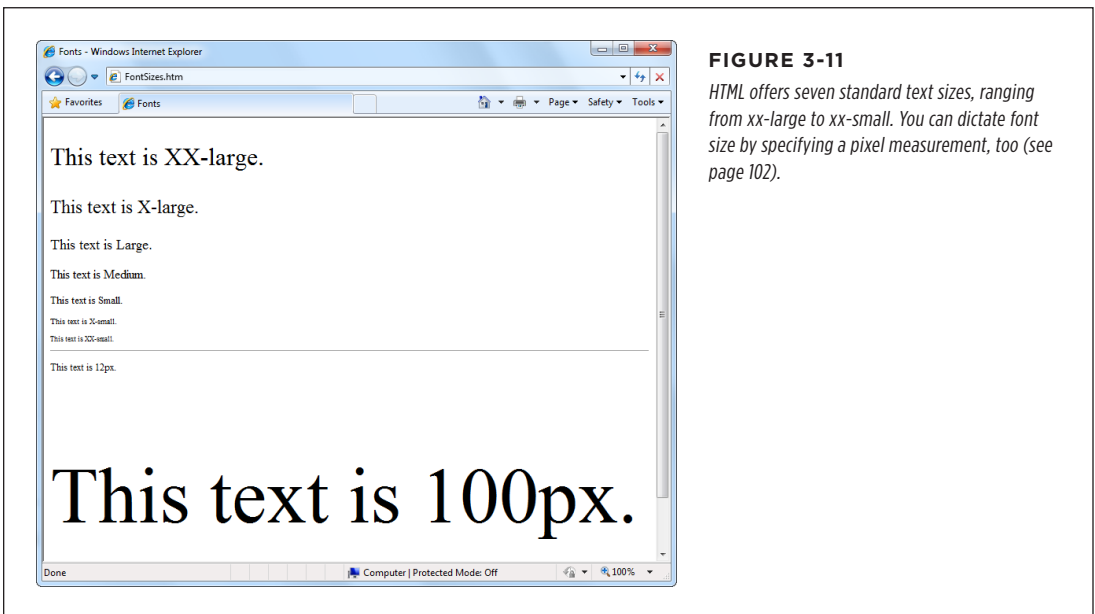 Fonts - Windows Internet Explorer
FontSizes.htm
Favorites
Fonts
Page
Safety
Tools
This text is XX-large.
This text is X-large.
This text is Large.
This text is Medium.
This text is Small.
This text is X-small.
This text is XX-small.
This text is 12px.
This text is 100px.
Done
Computer | Protected Mode: Off
100%
FIGURE 3-11
HTML offers seven standard text sizes, ranging
from xx-large to xx-small. You can dictate font
size by specifying a pixel measurement, too (see
page 102).